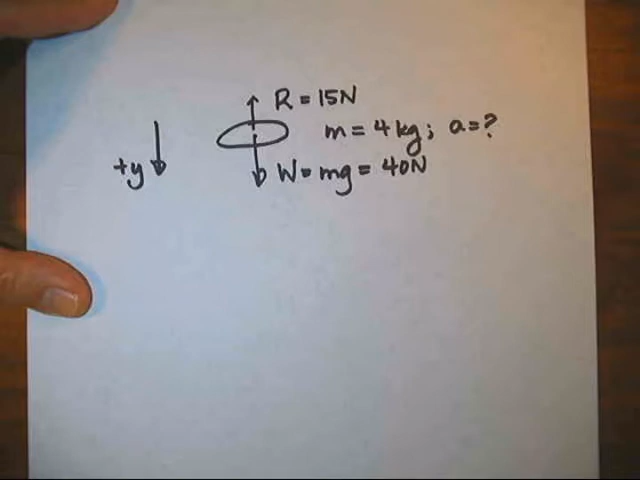 R = 15N
m = 4 kg; a = ?
+y
W = mg = 40N